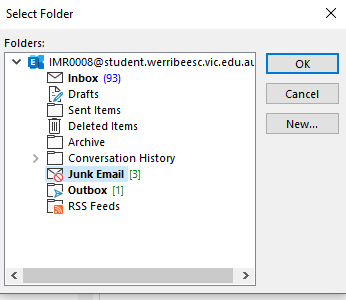 Select Folder
Folders:
IMR0008@student.werribeesc.vic.edu.au
Inbox (93)
Drafts
Sent Items
Deleted Items
Archive
Conversation History
Junk Email [3]
Outbox [1]
RSS Feeds
OK
Cancel
New...